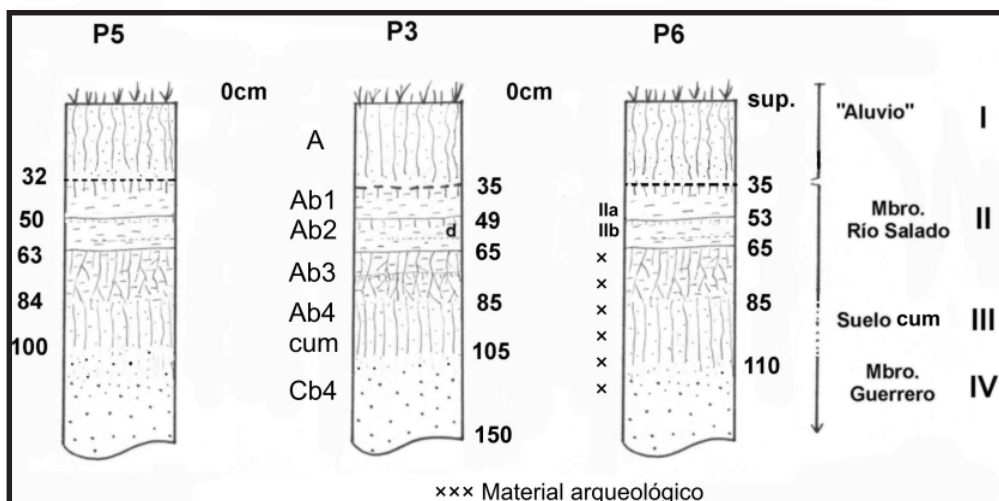 P5 P3 P6
0cm 0cm sup.
"Aluvio" I
A
32 35 35
Ab1 IIa Mbro. II
50 49 53
Ab2 d IIb Río Salado
63 65 65
Ab3 ×
84 85 × 85
Ab4 × Suelo cum III
cum ×
100 105 × 110
Cb4 × Mbro. IV
Guerrero
150
××× Material arqueológico